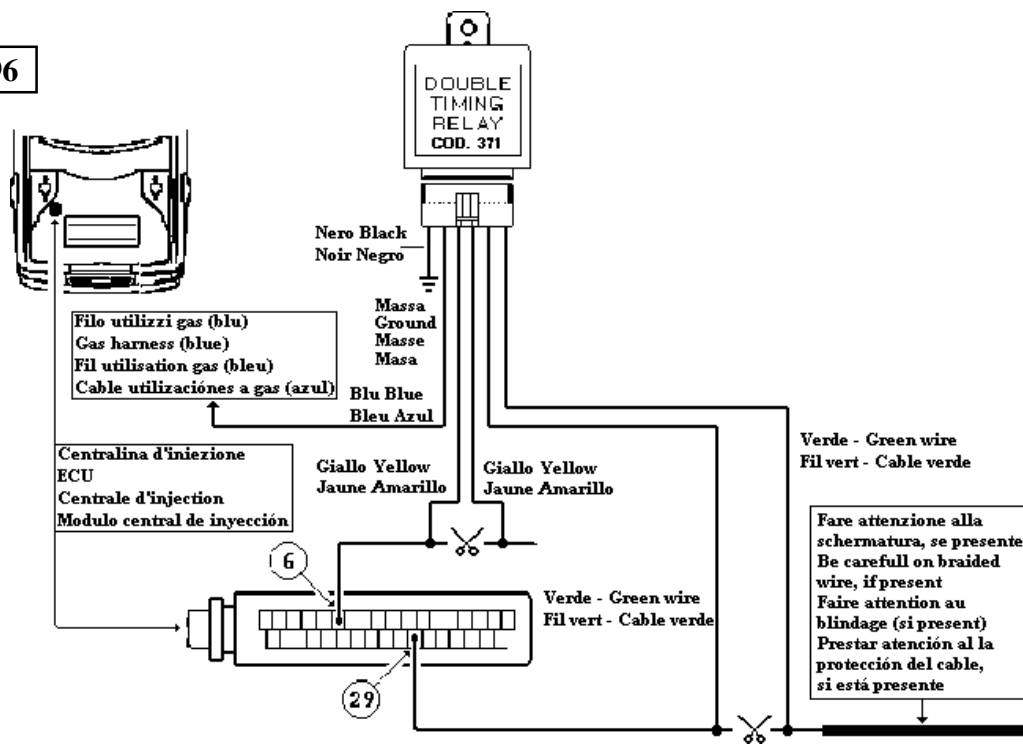 DOUBLE
TIMING
RELAY
COD. 371
Nero Black
Noir Negro
Massa
Ground
Masse
Masa
Filo utilizzi gas (blu)
Gas harness (blue)
Fil utilisation gas (bleu)
Cable utilizaciónes a gas (azul)
Blu Blue
Bleu Azul
Centralina d'iniezione
ECU
Centrale d'injection
Modulo central de inyección
Giallo Yellow
Jaune Amarillo
Giallo Yellow
Jaune Amarillo
Verde - Green wire
Fil vert - Cable verde
6
Verde - Green wire
Fil vert - Cable verde
29
Fare attenzione alla
schermatura, se presente
Be carefull on braided
wire, if present
Faire attention au
blindage (si present)
Prestar atención al la
protección del cable,
si está presente